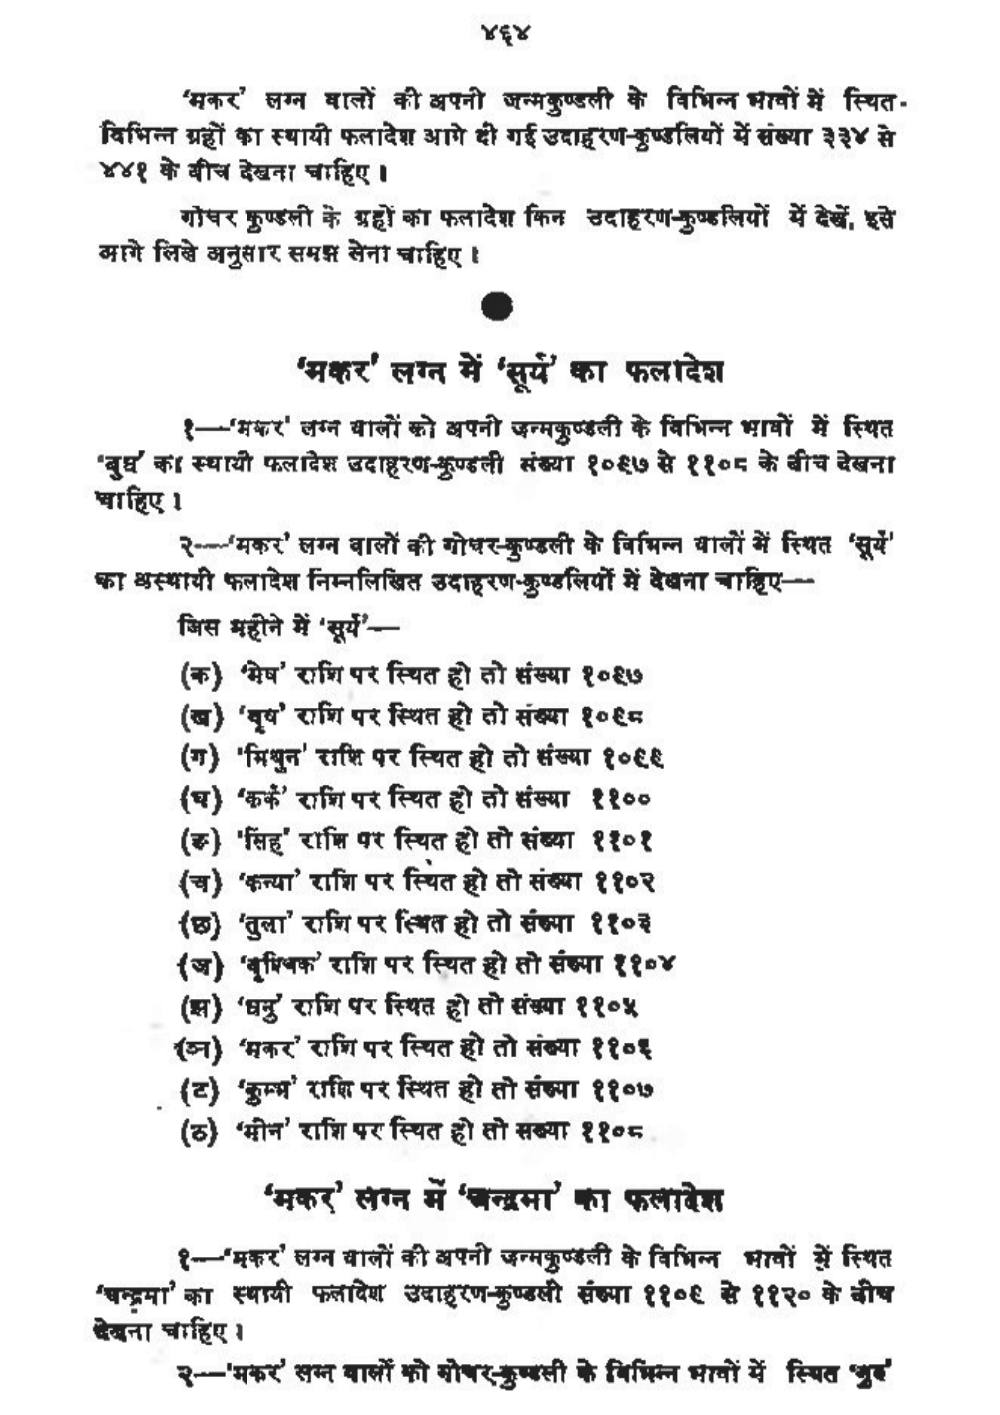 ४६४
‘मकर’ लग्न वालों की अपनी जन्मकुण्डली के विभिन्न भावों में स्थित-
विभिन्न ग्रहों का स्थायी फलादेश आगे दी गई उदाहरण-कुण्डलियों में संख्या ३३४ से
४४१ के बीच देखना चाहिए।
गोचर कुण्डली के ग्रहों का फलादेश किन उदाहरण-कुण्डलियों में देखें, इसे
आगे लिखे अनुसार समझ लेना चाहिए।
‘मकर’ लग्न में ‘सूर्य’ का फलादेश
१—‘मकर’ लग्न वालों को अपनी जन्मकुण्डली के विभिन्न भावों में स्थित
‘बुध’ का स्थायी फलादेश उदाहरण-कुण्डली संख्या १०९७ से ११०८ के बीच देखना
चाहिए।
२—‘मकर’ लग्न वालों की गोचर-कुण्डली के विभिन्न वालों में स्थित ‘सूर्य’
का अस्थायी फलादेश निम्नलिखित उदाहरण-कुण्डलियों में देखना चाहिए—
जिस महीने में ‘सूर्य’—
(क) ‘मेष’ राशि पर स्थित हो तो संख्या १०९७
(ख) ‘वृष’ राशि पर स्थित हो तो संख्या १०९८
(ग) ‘मिथुन’ राशि पर स्थित हो तो संख्या १०९९
(घ) ‘कर्क’ राशि पर स्थित हो तो संख्या ११००
(ङ) ‘सिंह’ राशि पर स्थित हो तो संख्या ११०१
(च) ‘कन्या’ राशि पर स्थित हो तो संख्या ११०२
(छ) ‘तुला’ राशि पर स्थित हो तो संख्या ११०३
(ज) ‘वृश्चिक’ राशि पर स्थित हो तो संख्या ११०४
(झ) ‘धनु’ राशि पर स्थित हो तो संख्या ११०५
(ञ) ‘मकर’ राशि पर स्थित हो तो संख्या ११०६
(ट) ‘कुम्भ’ राशि पर स्थित हो तो संख्या ११०७
(ठ) ‘मीन’ राशि पर स्थित हो तो संख्या ११०८
‘मकर’ लग्न में ‘चन्द्रमा’ का फलादेश
१—‘मकर’ लग्न वालों की अपनी जन्मकुण्डली के विभिन्न भावों में स्थित
‘चन्द्रमा’ का स्थायी फलादेश उदाहरण-कुण्डली संख्या ११०९ से ११२० के बीच
देखना चाहिए।
२—‘मकर’ लग्न वालों को गोचर-कुण्डली के विभिन्न भावों में स्थित ‘बुध’